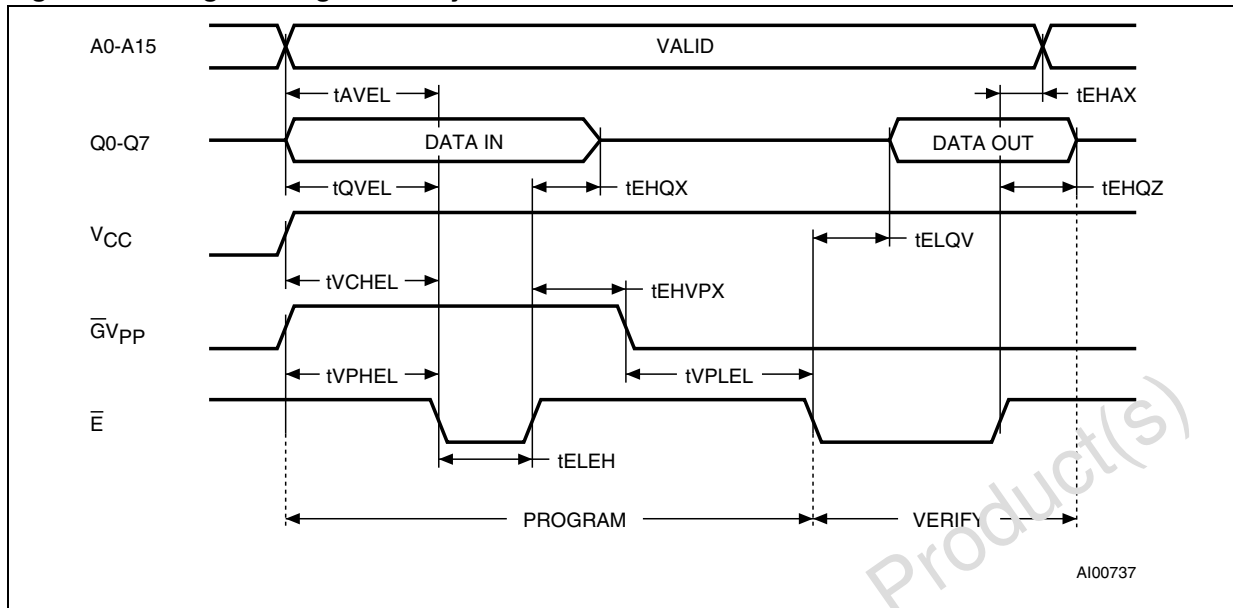 A0-A15
VALID
tAVEL
tEHAX
Q0-Q7
DATA IN
DATA OUT
tQVEL
tEHQX
tEHQZ
VCC
tELQV
tVCHEL
tEHVPX
G̅VPP
tVPHEL
tVPLEL
E̅
tELEH
PROGRAM
VERIFY
Product(s)
AI00737